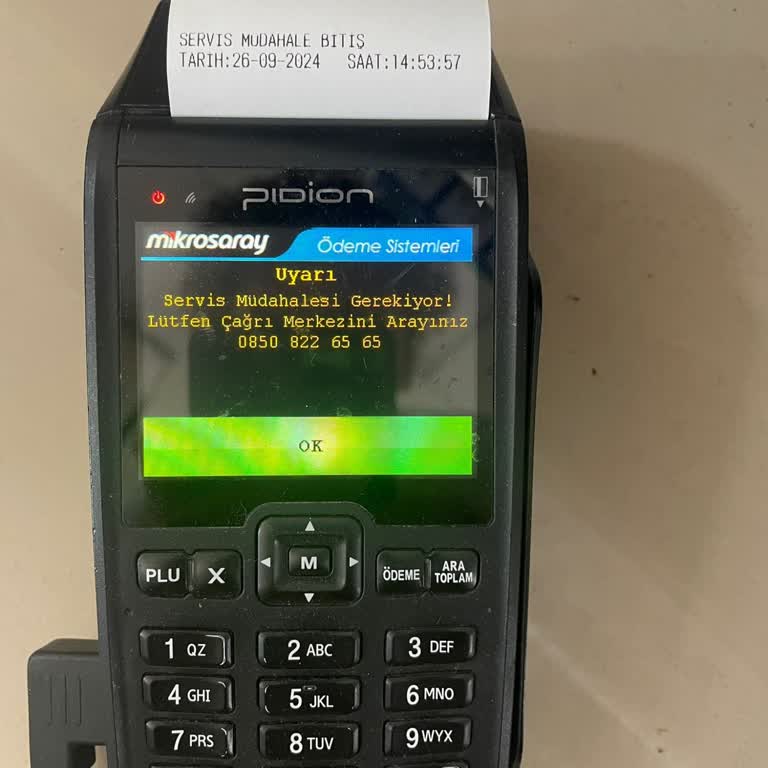 SERVIS MUDAHALE BITIŞ
TARIH:26-09-2024 SAAT:14:53:57
PIDION
mikrosaray Ödeme Sistemleri
Uyarı
Servis Müdahalesi Gerekiyor!
Lütfen Çağrı Merkezini Arayınız
0850 822 65 65
OK
PLU X M ÖDEME ARA TOPLAM
1 QZ 2 ABC 3 DEF
4 GHI 5 JKL 6 MNO
7 PRS 8 TUV 9 WXY